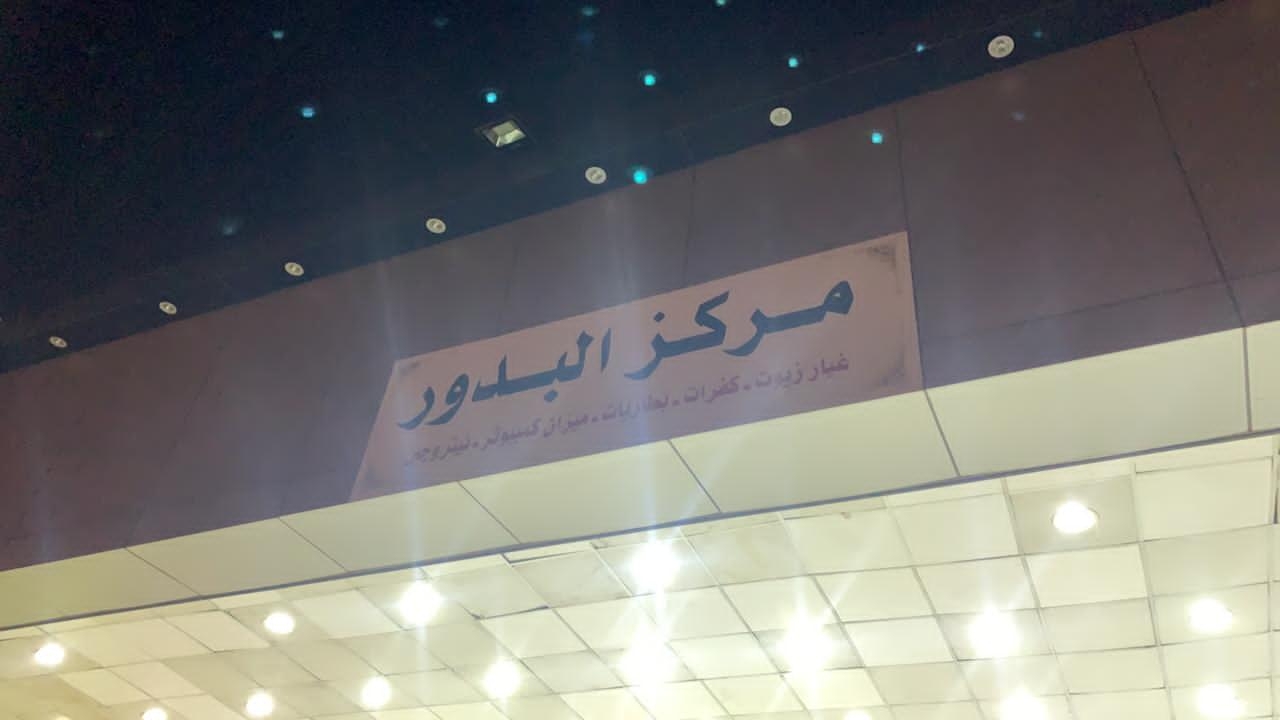 مركز البدور
غيار زيوت - كفرات - بطاريات - ميزان كمبيوتر - نيتروجين